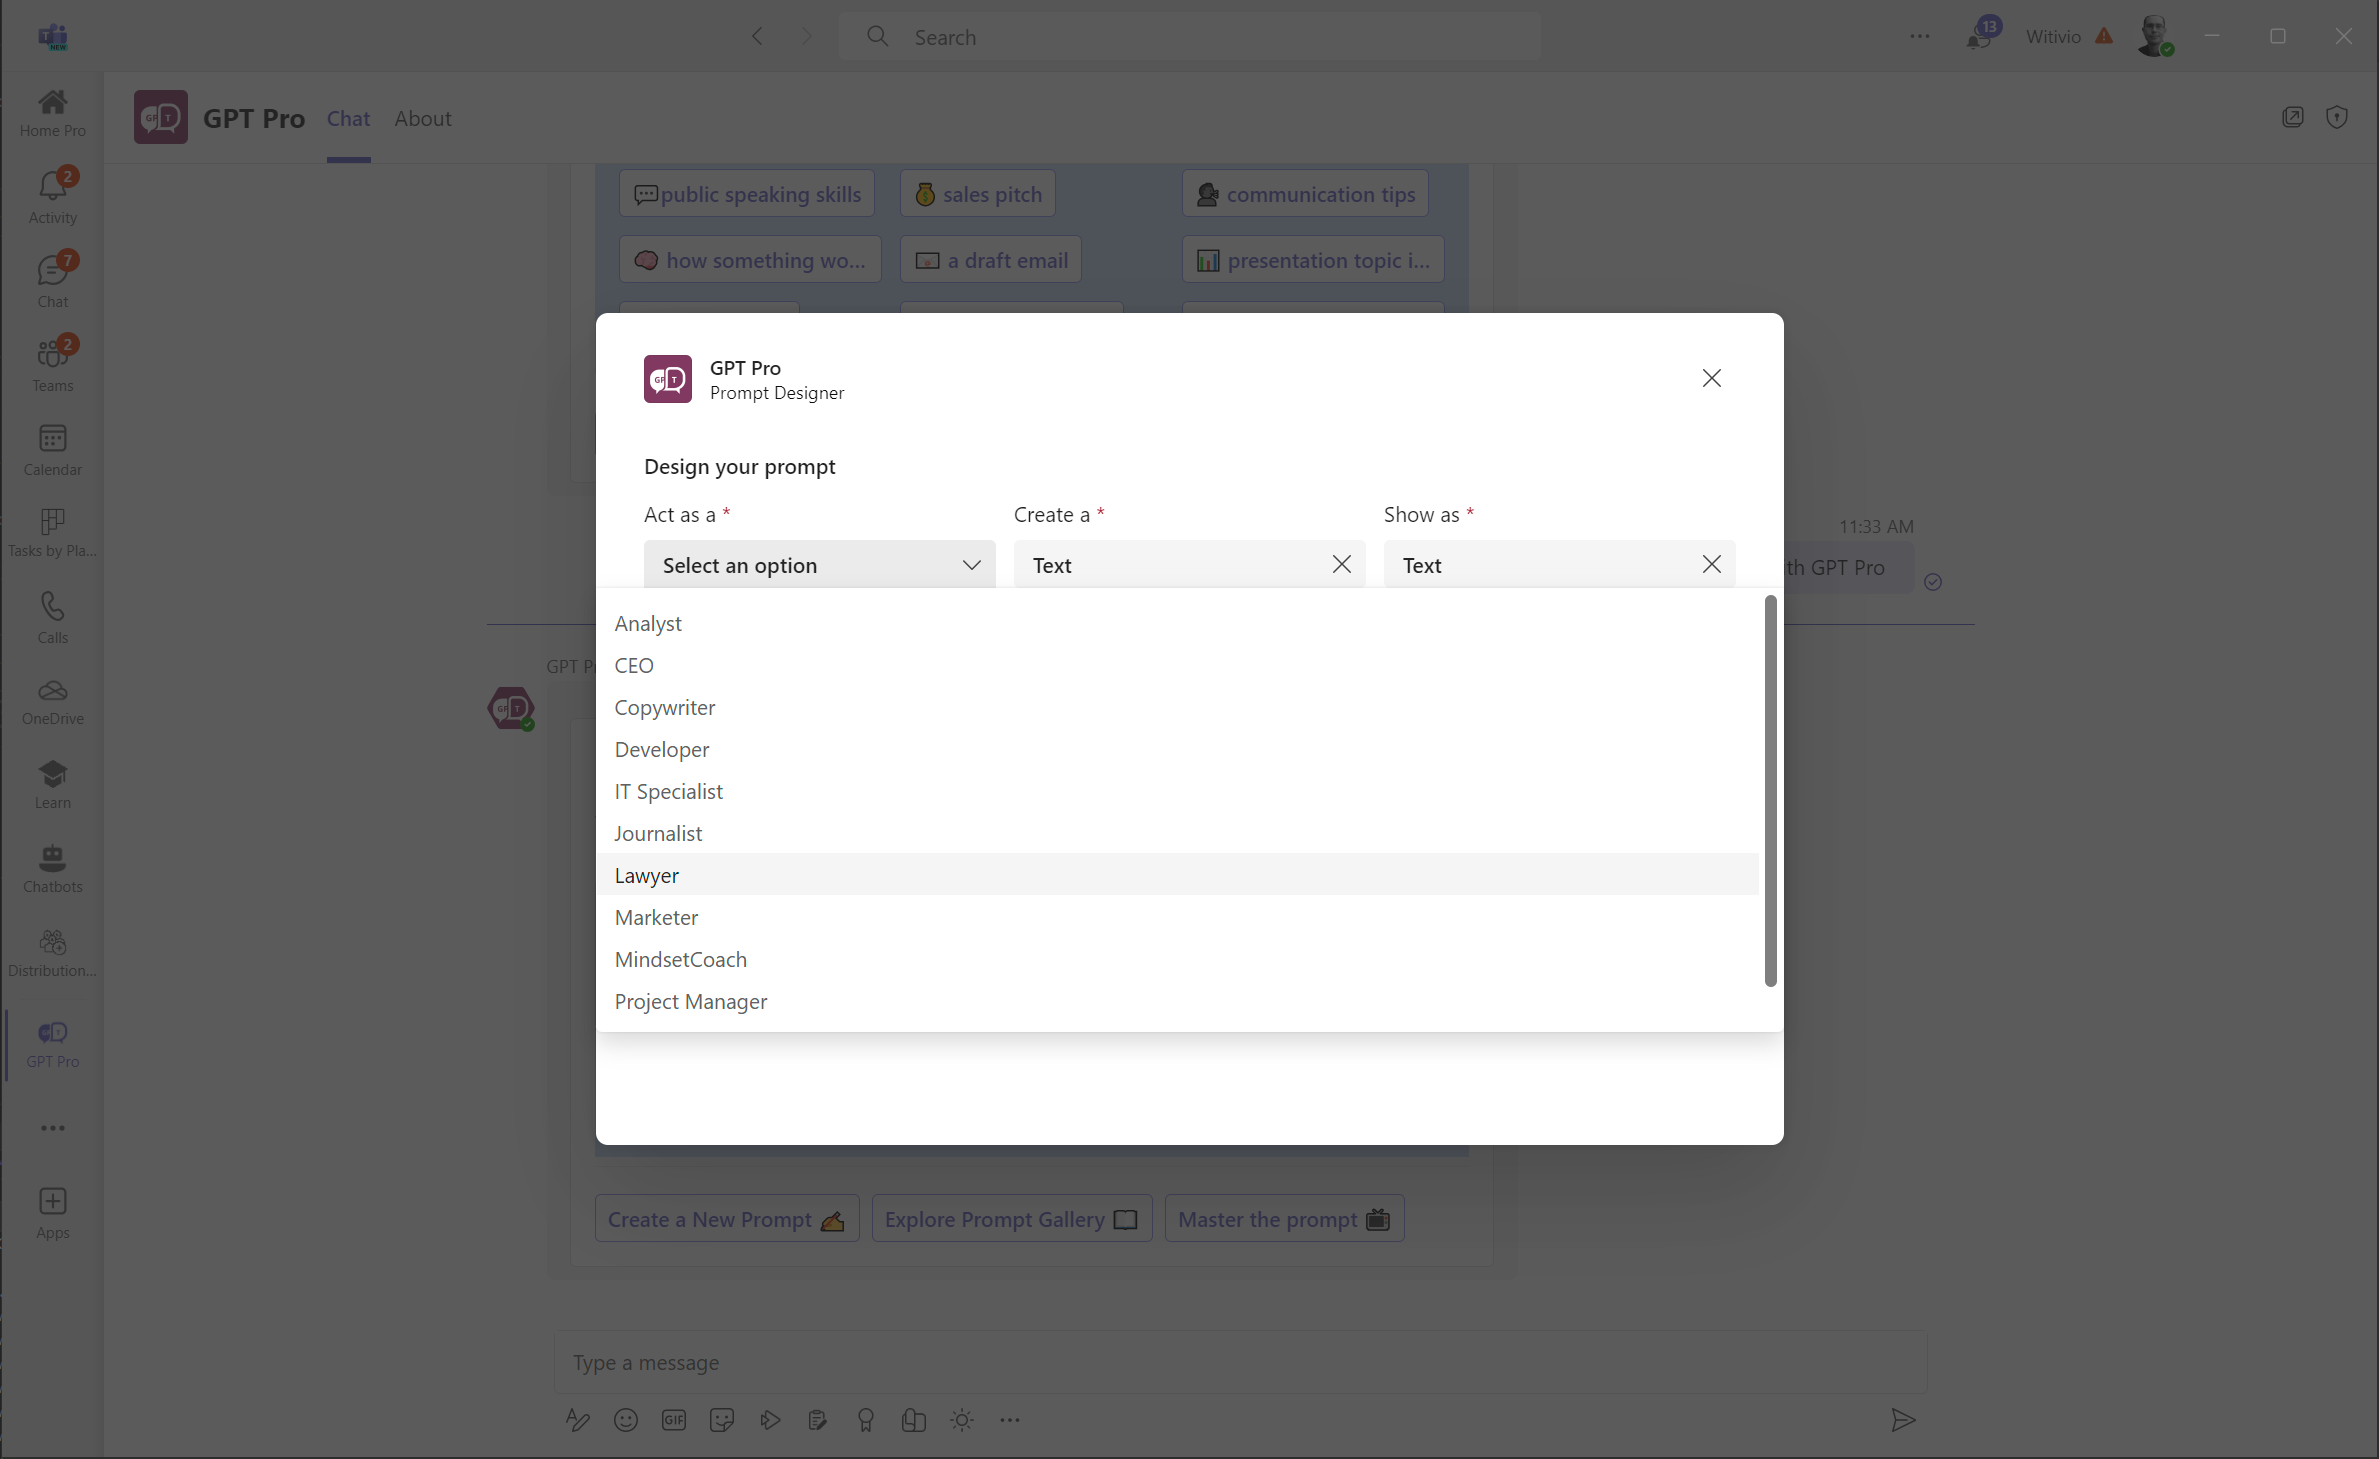 NEW
Search
13
Witivio
Home Pro
2
Activity
7
Chat
2
Teams
Calendar
Tasks by Pla...
Calls
OneDrive
Learn
Chatbots
Distribution...
GPT Pro
Apps
GPT Pro
Chat
About
public speaking skills
sales pitch
communication tips
how something wo...
a draft email
presentation topic i...
GPT Pro
Prompt Designer
Design your prompt
Act as a *
Create a *
Show as *
Select an option
Text
Text
Analyst
CEO
Copywriter
Developer
IT Specialist
Journalist
Lawyer
Marketer
MindsetCoach
Project Manager
11:33 AM
GPT Pro
GPT
Create a New Prompt
Explore Prompt Gallery
Master the prompt
Type a message
GIF